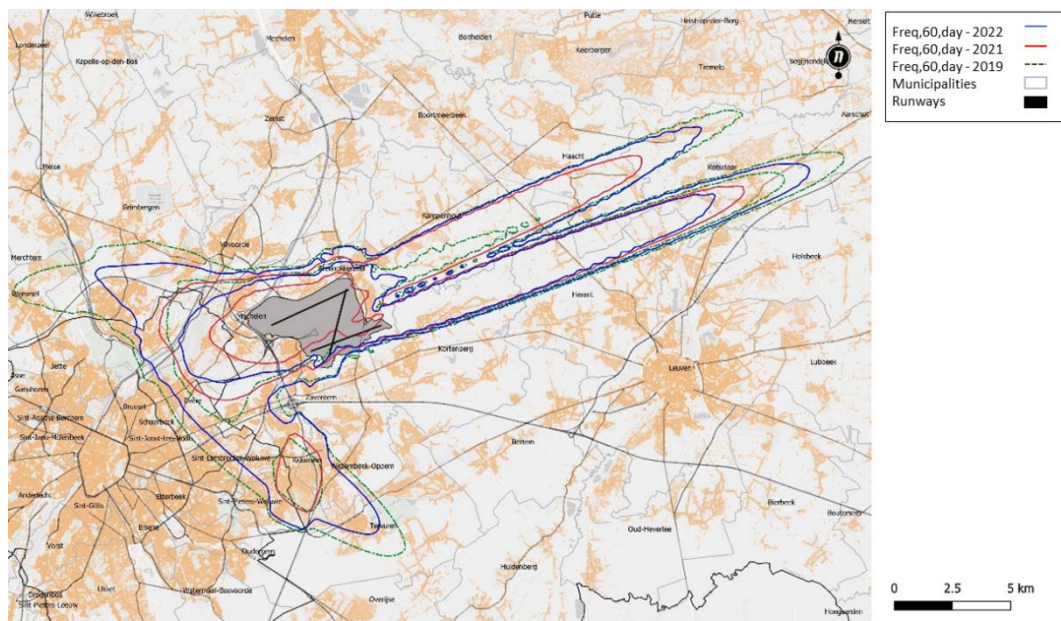 Freq,60,day - 2022
Freq,60,day - 2021
Freq,60,day - 2019
Municipalities
Runways
Willebroek
Mechelen
Putte
Heist-op-den-Berg
Herselt
Londerzeel
Bonheiden
Keerbergen
Kapelle-op-den-Bos
Tremelo
Begijnendijk
n
Zemst
Boortmeerbeek
Aarschot
Haacht
Meise
Rotselaar
Grimbergen
Kampenhout
Vilvoorde
Merchtem
Holsbeek
Steenokkerzeel
Wemmel
Herent
Machelen
Kortenberg
Lubbeek
Jette
Leuven
Asse
Ganshoren
Evere
Zaventem
Brussel
Sint-Agatha-Berchem
Schaarbeek
Sint-Jans-Molenbeek
Sint-Joost-ten-Node
Bertem
Sint-Lambrechts-Woluwe
Kraainem
Wezembeek-Oppem
Anderlecht
Etterbeek
Sint-Pieters-Woluwe
Bierbeek
Sint-Gillis
Boutersem
Elsene
Tervuren
Oud-Heverlee
Vorst
Oudergem
Huldenberg
Ukkel
Watermaal-Bosvoorde
Drogenbos
Overijse
Sint-Pieters-Leeuw
Hoegaarden
0 2.5 5 km